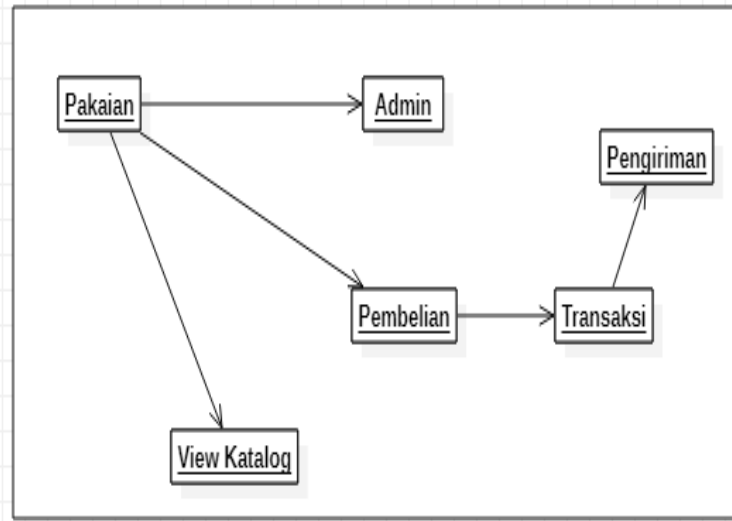 Pakaian
Admin
Pengiriman
Pembelian
Transaksi
View Katalog